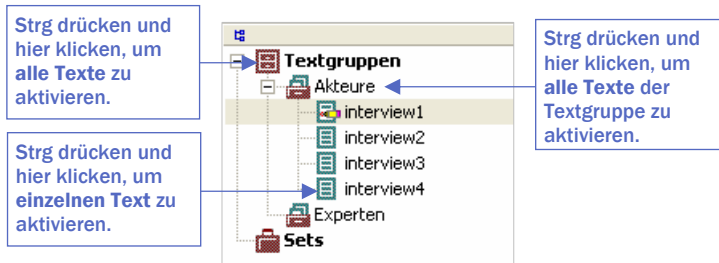 Strg drücken und
hier klicken, um
alle Texte zu
aktivieren.
Strg drücken und
hier klicken, um
einzelnen Text zu
aktivieren.
Textgruppen
Akteure
interview1
interview2
interview3
interview4
Experten
Sets
Strg drücken und
hier klicken, um
alle Texte der
Textgruppe zu
aktivieren.